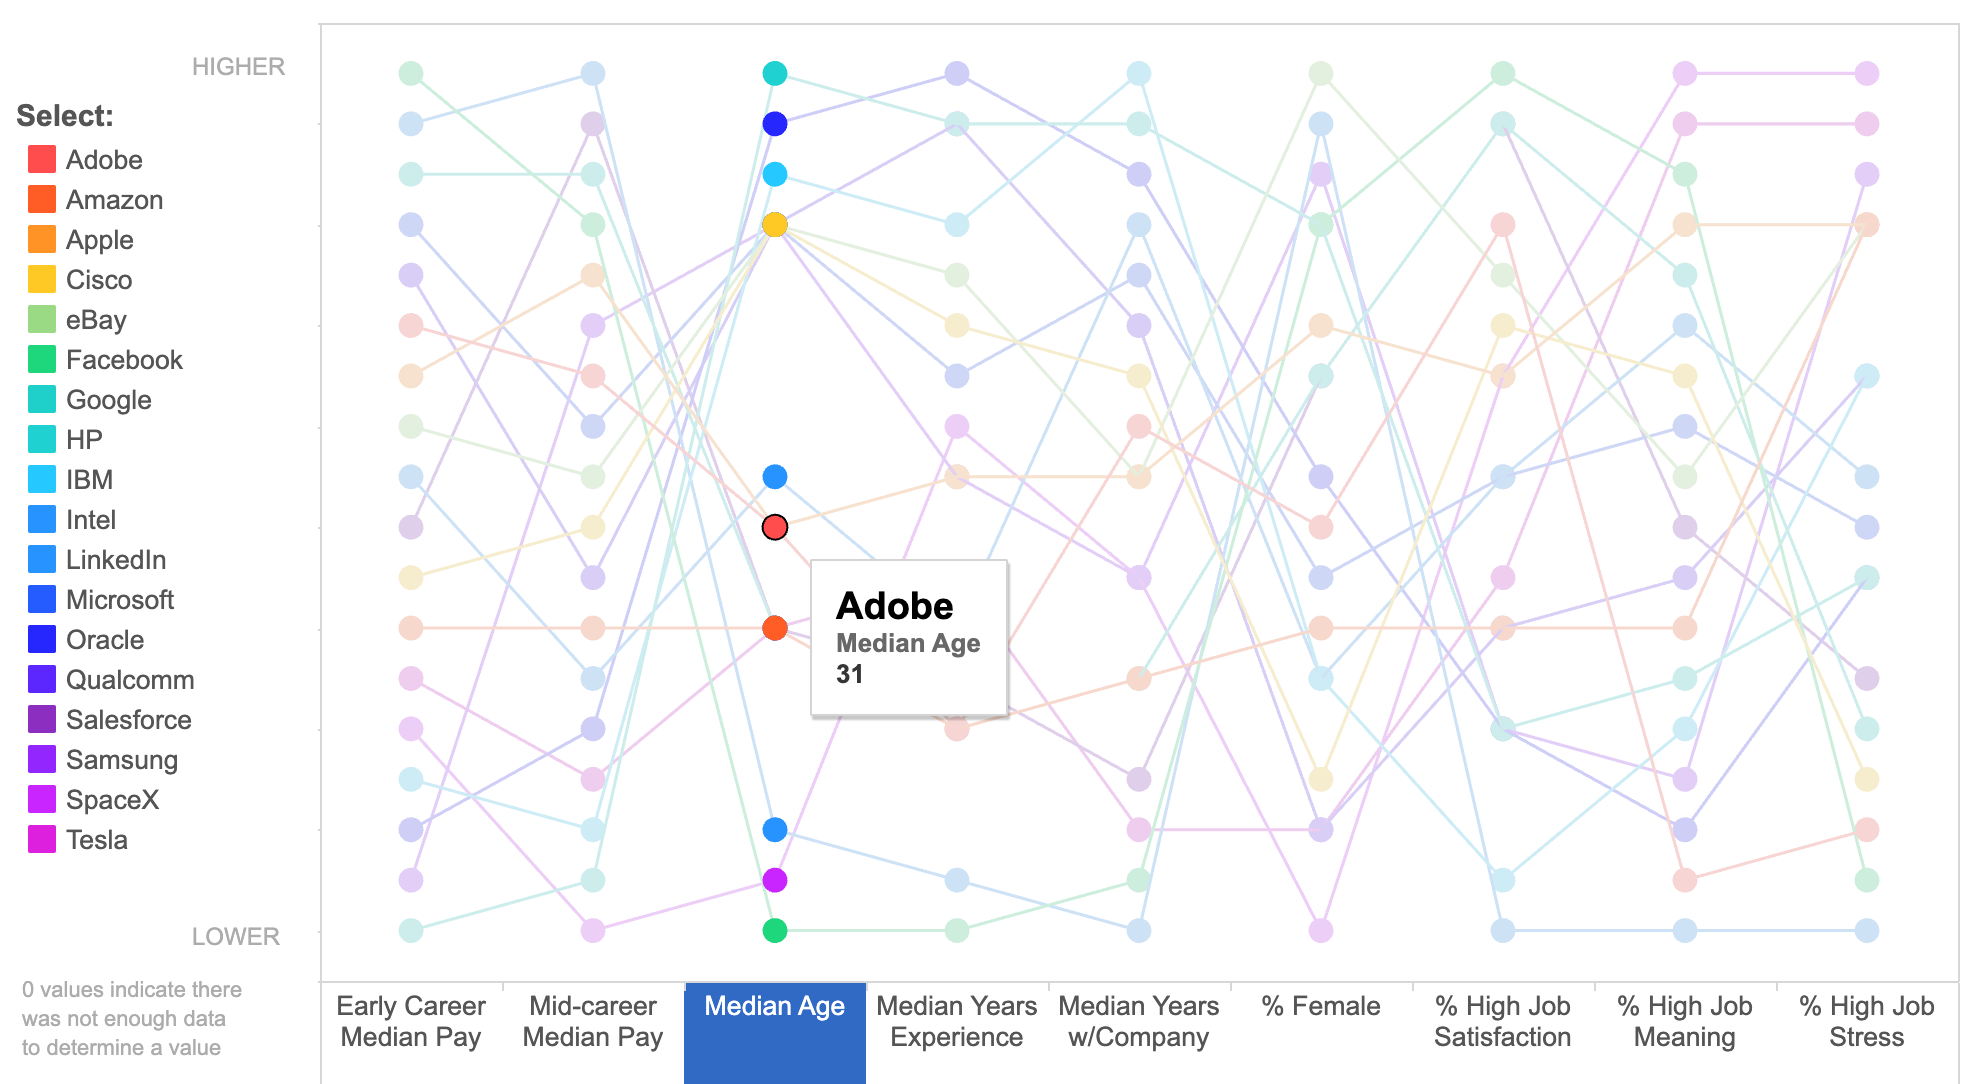 HIGHER
Select:
Adobe
Amazon
Apple
Cisco
eBay
Facebook
Google
HP
IBM
Intel
LinkedIn
Microsoft
Oracle
Qualcomm
Salesforce
Samsung
SpaceX
Tesla
LOWER
0 values indicate there
was not enough data
to determine a value
Adobe
Median Age
31
Early Career
Median Pay
Mid-career
Median Pay
Median Age
Median Years
Experience
Median Years
w/Company
% Female
% High Job
Satisfaction
% High Job
Meaning
% High Job
Stress